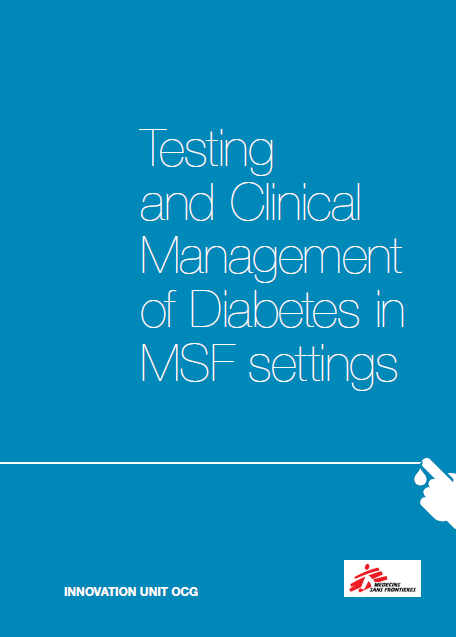 Testing
and Clinical
Management
of Diabetes in
MSF settings
INNOVATION UNIT OCG
MEDECINS
SANS FRONTIERES